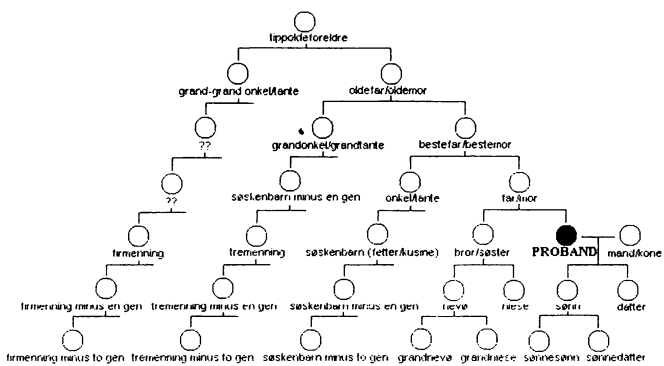 tippoldeforeldre
grand-grand onkel/tante oldefar/oldemor
?? grandonkel/grandtante bestefar/bestemor
?? søskenbarn minus en gen onkel/tante far/mor
firmenning tremenning søskenbarn (fetter/kusine) bror/søster PROBAND mand/kone
firmenning minus en gen tremenning minus en gen søskenbarn minus en gen nevø niese sønn datter
firmenning minus to gen tremenning minus to gen søskenbarn minus to gen grandnevø grandniese sønnesønn sønnedatter